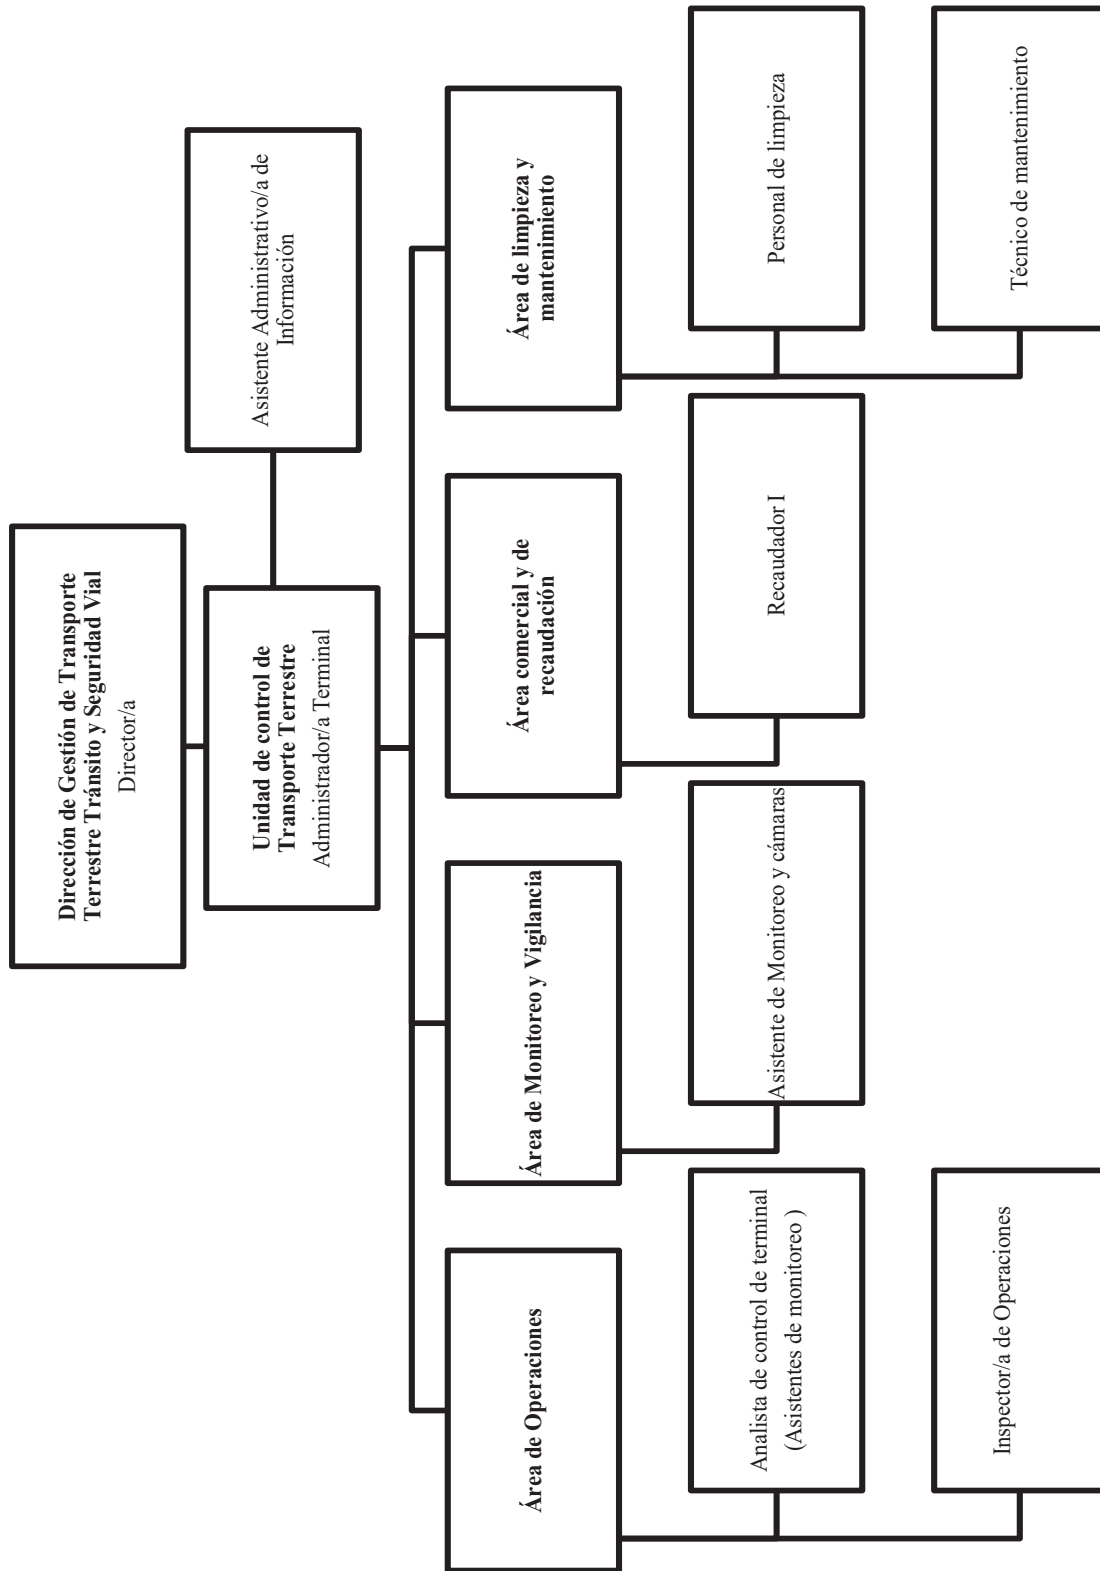 Dirección de Gestión de Transporte
Terrestre Tránsito y Seguridad Vial
Director/a
Unidad de control de
Transporte Terrestre
Administrador/a Terminal
Asistente Administrativo/a de
Información
Área de Operaciones
Área de Monitoreo y Vigilancia
Área comercial y de
recaudación
Área de limpieza y
mantenimiento
Analista de control de terminal
(Asistentes de monitoreo )
Asistente de Monitoreo y cámaras
Recaudador I
Personal de limpieza
Inspector/a de Operaciones
Técnico de mantenimiento